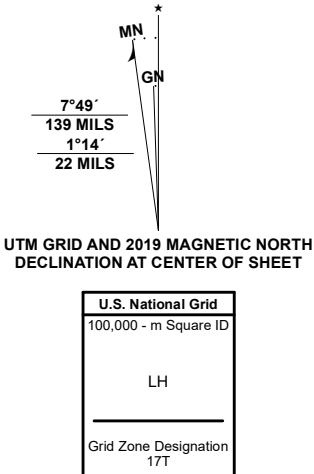 ★
MN
GN
7°49´
139 MILS
1°14´
22 MILS
UTM GRID AND 2019 MAGNETIC NORTH
DECLINATION AT CENTER OF SHEET
U.S. National Grid
100,000 - m Square ID
LH
Grid Zone Designation
17T